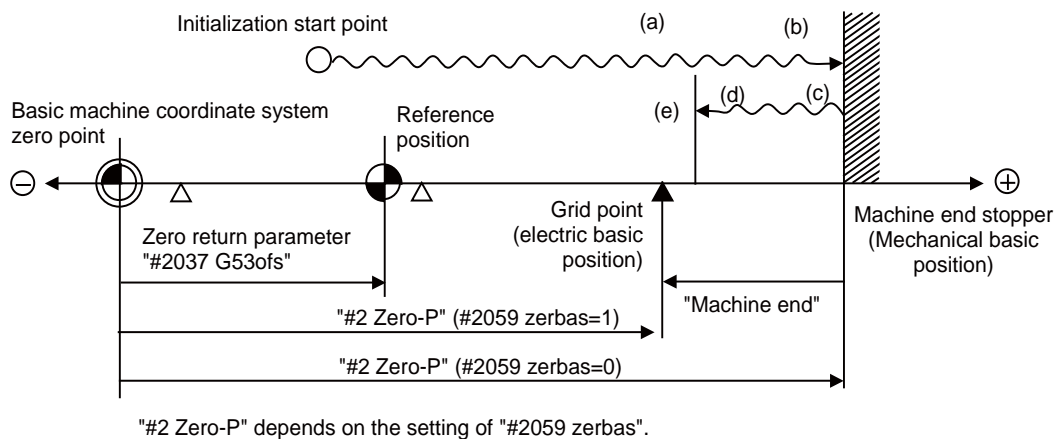 Initialization start point
(a)
(b)
(e)
(d)
(c)
Basic machine coordinate system
zero point
Reference
position
−
+
Zero return parameter
"#2037 G53ofs"
Grid point
(electric basic
position)
Machine end stopper
(Mechanical basic
position)
"Machine end"
"#2 Zero-P" (#2059 zerbas=1)
"#2 Zero-P" (#2059 zerbas=0)
"#2 Zero-P" depends on the setting of "#2059 zerbas".